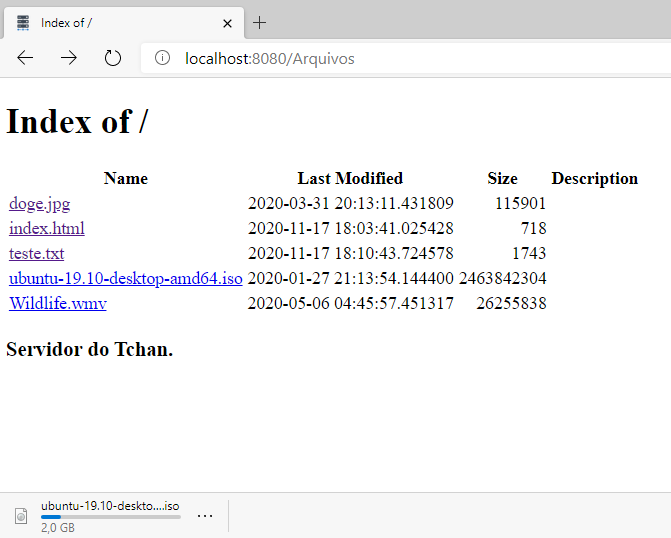 Index of /
localhost:8080/Arquivos
Index of /
Name Last Modified Size Description
doge.jpg 2020-03-31 20:13:11.431809 115901
index.html 2020-11-17 18:03:41.025428 718
teste.txt 2020-11-17 18:10:43.724578 1743
ubuntu-19.10-desktop-amd64.iso 2020-01-27 21:13:54.144400 2463842304
Wildlife.wmv 2020-05-06 04:45:57.451317 26255838
Servidor do Tchan.
ubuntu-19.10-deskto....iso
2,0 GB